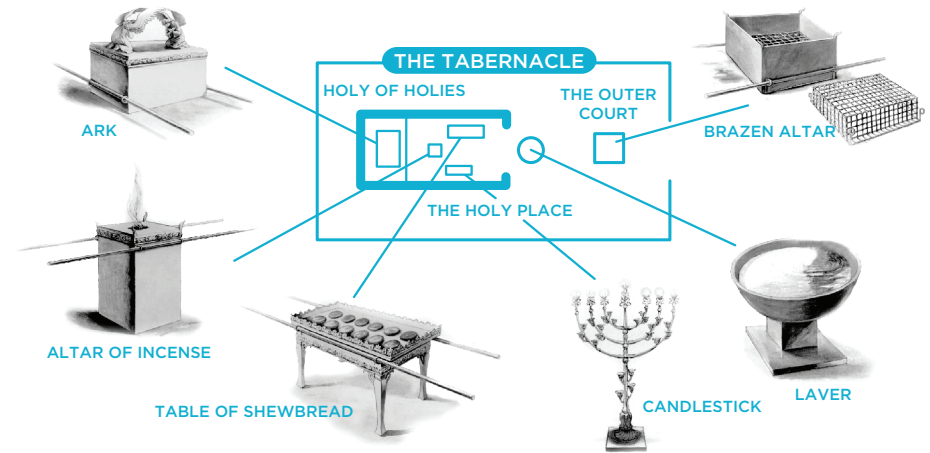 THE TABERNACLE
HOLY OF HOLIES
THE OUTER
COURT
ARK
BRAZEN ALTAR
THE HOLY PLACE
ALTAR OF INCENSE
TABLE OF SHEWBREAD
CANDLESTICK
LAVER